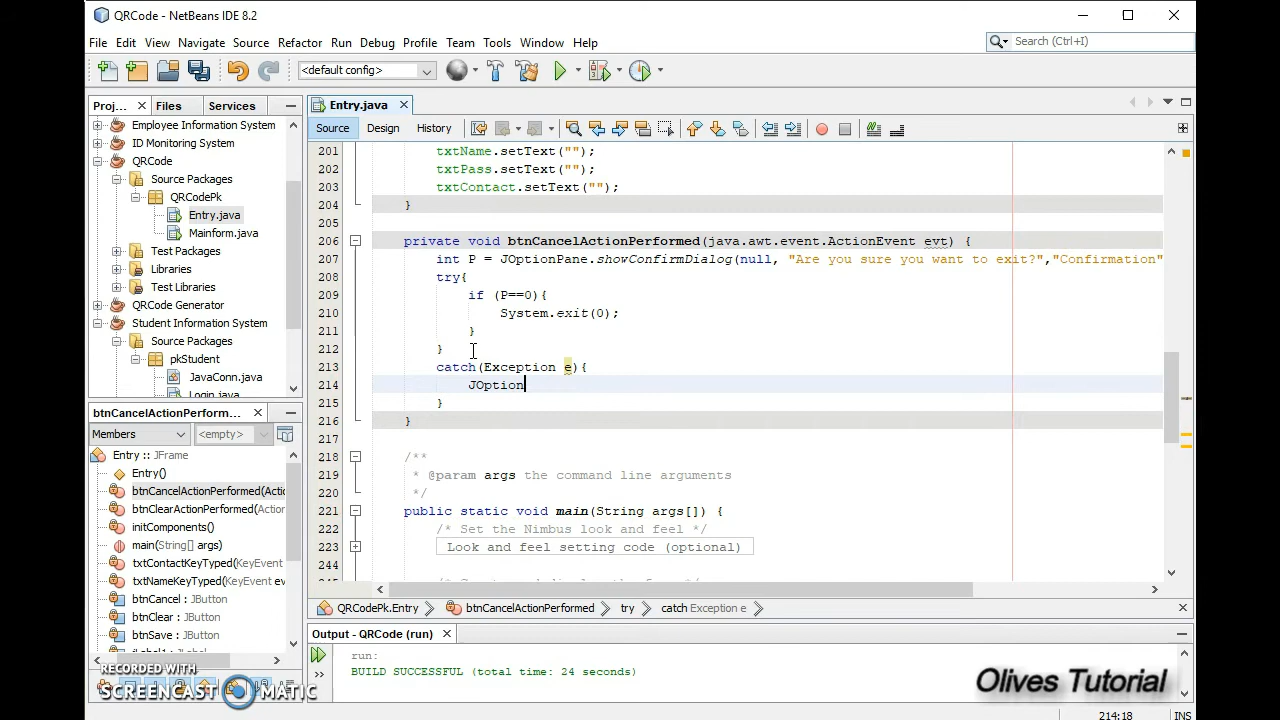 QRCode - NetBeans IDE 8.2
File Edit View Navigate Source Refactor Run Debug Profile Team Tools Window Help
Search (Ctrl+I)
<default config>
Proj... Files Services
Entry.java
Employee Information System
ID Monitoring System
QRCode
Source Packages
QRCodePk
Entry.java
Mainform.java
Test Packages
Libraries
Test Libraries
QRCode Generator
Student Information System
Source Packages
pkStudent
JavaConn.java
Login.java
Source Design History
201 txtName.setText("");
202 txtPass.setText("");
203 txtContact.setText("");
204 }
205
206 private void btnCancelActionPerformed(java.awt.event.ActionEvent evt) {
207 int P = JOptionPane.showConfirmDialog(null, "Are you sure you want to exit?","Confirmation"
208 try{
209 if (P==0){
210 System.exit(0);
211 }
212 }
213 catch(Exception e){
214 JOption
215 }
216 }
217
218 /**
219 * @param args the command line arguments
220 */
221 public static void main(String args[]) {
222 /* Set the Nimbus look and feel */
223 Look and feel setting code (optional)
244
btnCancelActionPerform...
Members <empty>
Entry :: JFrame
Entry()
btnCancelActionPerformed(Actio
btnClearActionPerformed(Action
initComponents()
main(String[] args)
txtContactKeyTyped(KeyEvent
txtNameKeyTyped(KeyEvent ev
btnCancel : JButton
btnClear : JButton
btnSave : JButton
QRCodePk.Entry btnCancelActionPerformed try catch Exception e
Output - QRCode (run)
run:
BUILD SUCCESSFUL (total time: 24 seconds)
RECORDED WITH
SCREENCAST MATIC
Olives Tutorial
214:18 INS